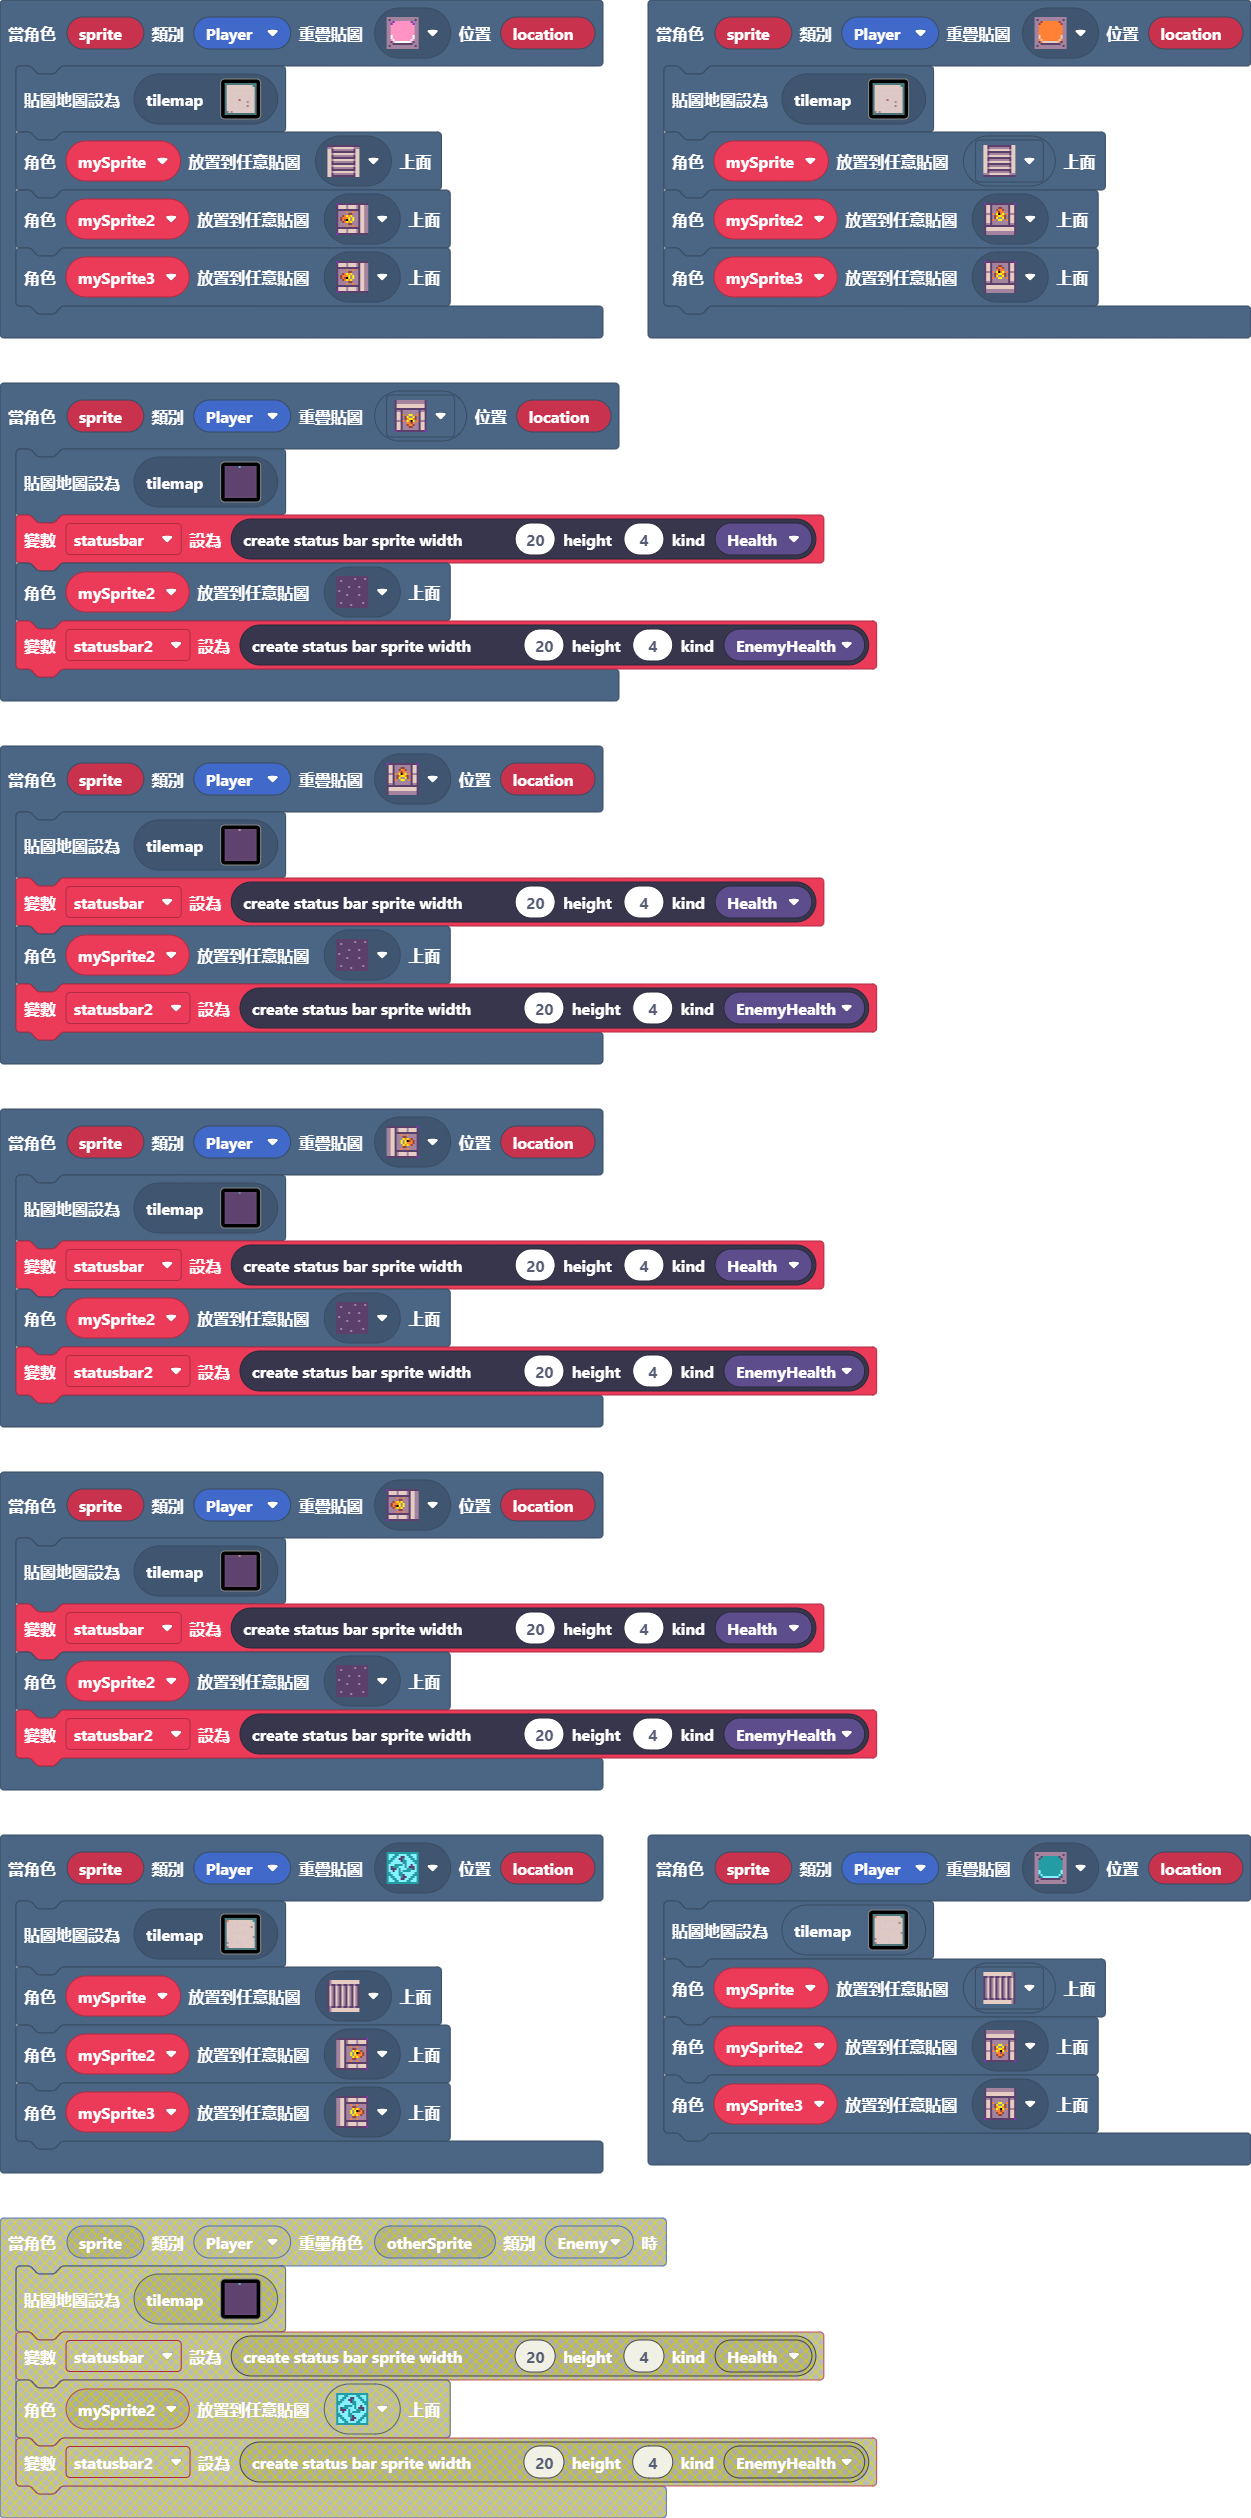 當角色 sprite 類別 Player 重疊貼圖 位置 location
貼圖地圖設為 tilemap
角色 mySprite 放置到任意貼圖 上面
角色 mySprite2 放置到任意貼圖 上面
角色 mySprite3 放置到任意貼圖 上面
當角色 sprite 類別 Player 重疊貼圖 位置 location
貼圖地圖設為 tilemap
角色 mySprite 放置到任意貼圖 上面
角色 mySprite2 放置到任意貼圖 上面
角色 mySprite3 放置到任意貼圖 上面
當角色 sprite 類別 Player 重疊貼圖 位置 location
貼圖地圖設為 tilemap
變數 statusbar 設為 create status bar sprite width 20 height 4 kind Health
角色 mySprite2 放置到任意貼圖 上面
變數 statusbar2 設為 create status bar sprite width 20 height 4 kind EnemyHealth
當角色 sprite 類別 Player 重疊貼圖 位置 location
貼圖地圖設為 tilemap
變數 statusbar 設為 create status bar sprite width 20 height 4 kind Health
角色 mySprite2 放置到任意貼圖 上面
變數 statusbar2 設為 create status bar sprite width 20 height 4 kind EnemyHealth
當角色 sprite 類別 Player 重疊貼圖 位置 location
貼圖地圖設為 tilemap
變數 statusbar 設為 create status bar sprite width 20 height 4 kind Health
角色 mySprite2 放置到任意貼圖 上面
變數 statusbar2 設為 create status bar sprite width 20 height 4 kind EnemyHealth
當角色 sprite 類別 Player 重疊貼圖 位置 location
貼圖地圖設為 tilemap
變數 statusbar 設為 create status bar sprite width 20 height 4 kind Health
角色 mySprite2 放置到任意貼圖 上面
變數 statusbar2 設為 create status bar sprite width 20 height 4 kind EnemyHealth
當角色 sprite 類別 Player 重疊貼圖 位置 location
貼圖地圖設為 tilemap
角色 mySprite 放置到任意貼圖 上面
角色 mySprite2 放置到任意貼圖 上面
角色 mySprite3 放置到任意貼圖 上面
當角色 sprite 類別 Player 重疊貼圖 位置 location
貼圖地圖設為 tilemap
角色 mySprite 放置到任意貼圖 上面
角色 mySprite2 放置到任意貼圖 上面
角色 mySprite3 放置到任意貼圖 上面
當角色 sprite 類別 Player 重疊角色 otherSprite 類別 Enemy 時
貼圖地圖設為 tilemap
變數 statusbar 設為 create status bar sprite width 20 height 4 kind Health
角色 mySprite2 放置到任意貼圖 上面
變數 statusbar2 設為 create status bar sprite width 20 height 4 kind EnemyHealth